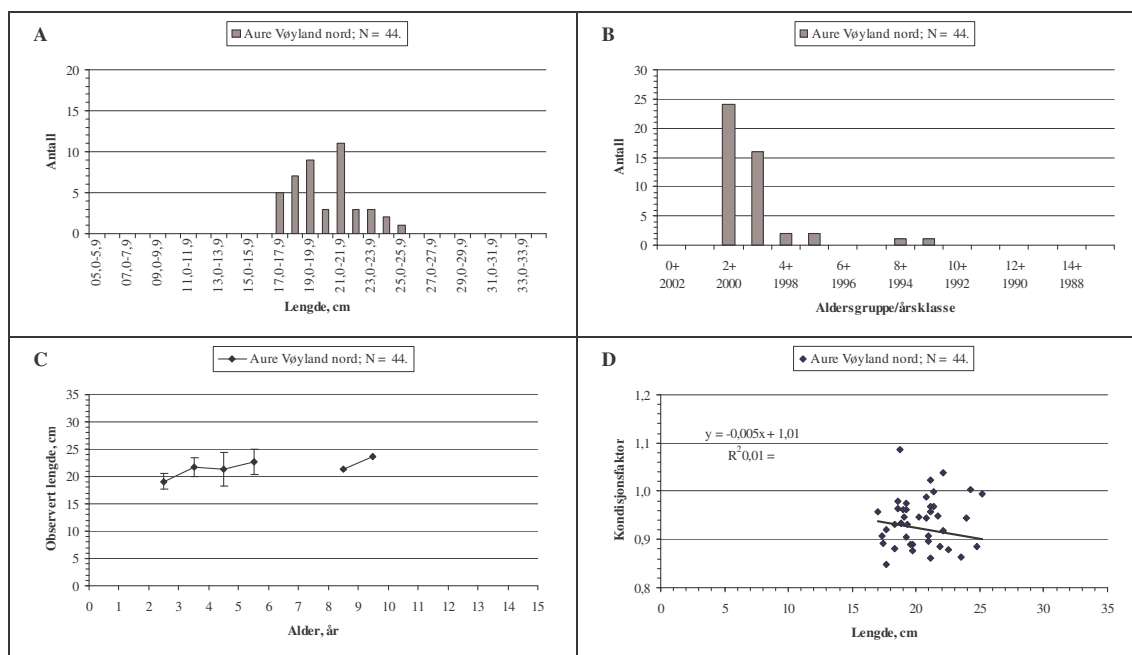 A
Aure Vøyland nord; N = 44.
20
15
10
5
0
Antall
05,0-5,9
07,0-7,9
09,0-9,9
11,0-11,9
13,0-13,9
15,0-15,9
17,0-17,9
19,0-19,9
21,0-21,9
23,0-23,9
25,0-25,9
27,0-27,9
29,0-29,9
31,0-31,9
33,0-33,9
Lengde, cm
B
Aure Vøyland nord; N = 44.
30
25
20
15
10
5
0
Antall
0+ 2+ 4+ 6+ 8+ 10+ 12+ 14+
2002 2000 1998 1996 1994 1992 1990 1988
Aldersgruppe/årsklasse
C
Aure Vøyland nord; N = 44.
35
30
25
20
15
10
5
0
Observert lengde, cm
0 1 2 3 4 5 6 7 8 9 10 11 12 13 14 15
Alder, år
D
Aure Vøyland nord; N = 44.
1,2
1,1
1,0
0,9
0,8
Kondisjonsfaktor
y = -0,005x + 1,01
R²0,01 =
0 5 10 15 20 25 30 35
Lengde, cm